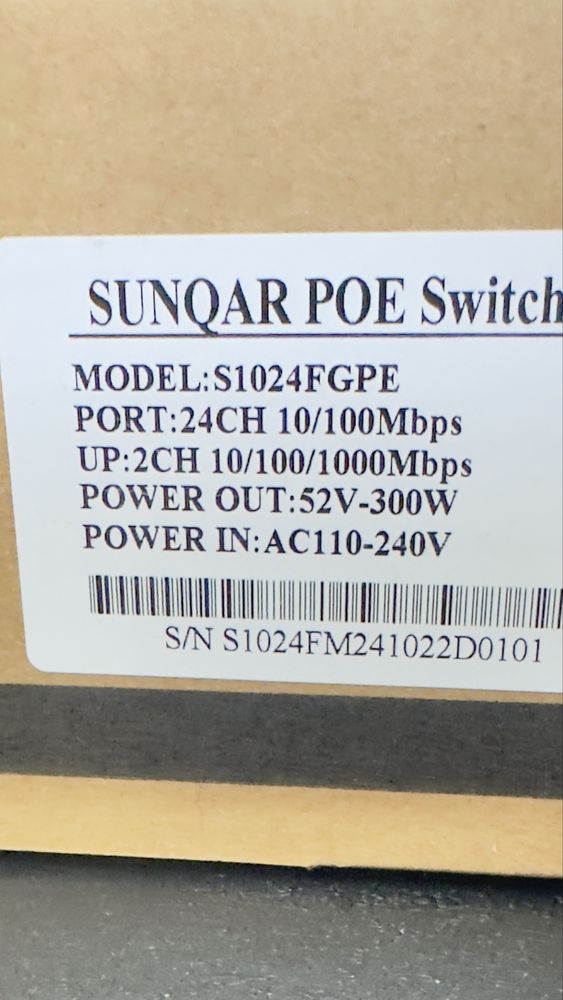 SUNQAR POE Switch
MODEL:S1024FGPE
PORT:24CH 10/100Mbps
UP:2CH 10/100/1000Mbps
POWER OUT:52V-300W
POWER IN:AC110-240V
S/N S1024FM241022D0101